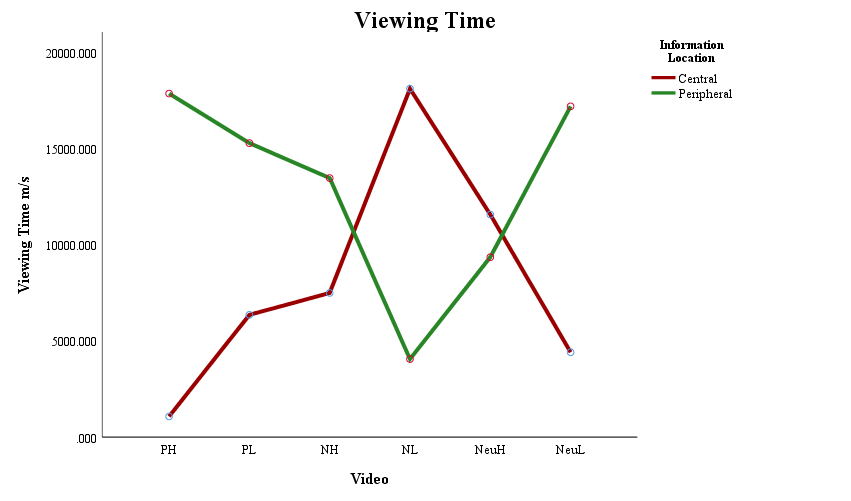 Viewing Time
Information
Location
Central
Peripheral
Viewing Time m/s
20000.000
15000.000
10000.000
5000.000
.000
PH PL NH NL NeuH NeuL
Video